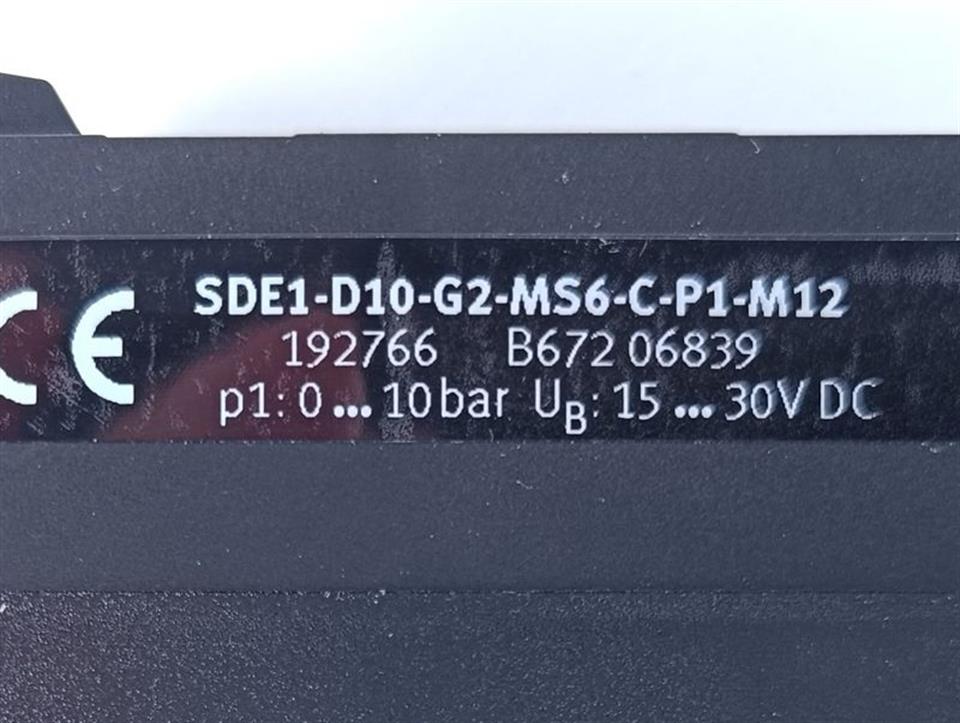 CE
SDE1-D10-G2-MS6-C-P1-M12
192766 B672 06839
p1: 0 ... 10 bar UB: 15 ... 30V DC